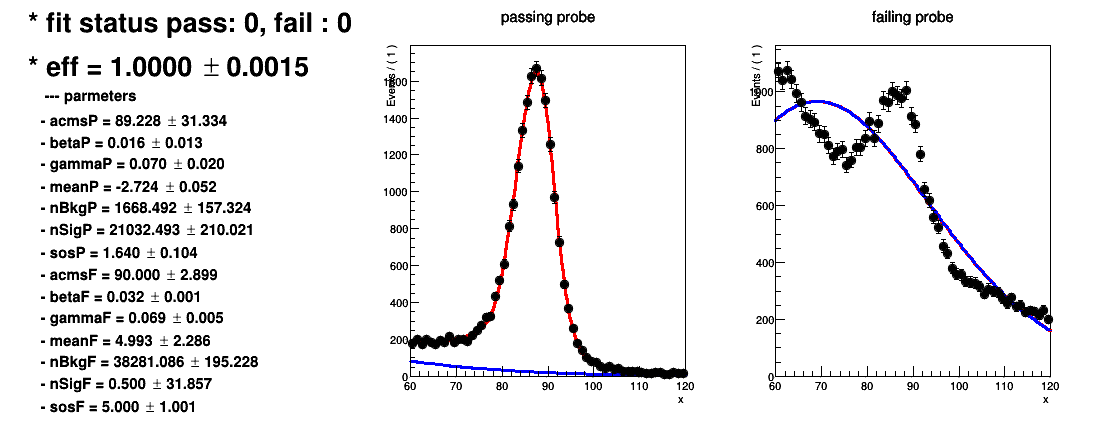 * fit status pass: 0, fail : 0
* eff = 1.0000 ± 0.0015
--- parmeters
- acmsP = 89.228 ± 31.334
- betaP = 0.016 ± 0.013
- gammaP = 0.070 ± 0.020
- meanP = -2.724 ± 0.052
- nBkgP = 1668.492 ± 157.324
- nSigP = 21032.493 ± 210.021
- sosP = 1.640 ± 0.104
- acmsF = 90.000 ± 2.899
- betaF = 0.032 ± 0.001
- gammaF = 0.069 ± 0.005
- meanF = 4.993 ± 2.286
- nBkgF = 38281.086 ± 195.228
- nSigF = 0.500 ± 31.857
- sosF = 5.000 ± 1.001
passing probe
Events / ( 1 )
1600
1400
1200
1000
800
600
400
200
0
60 70 80 90 100 110 120
x
failing probe
Events / ( 1 )
1000
800
600
400
200
0
60 70 80 90 100 110 120
x